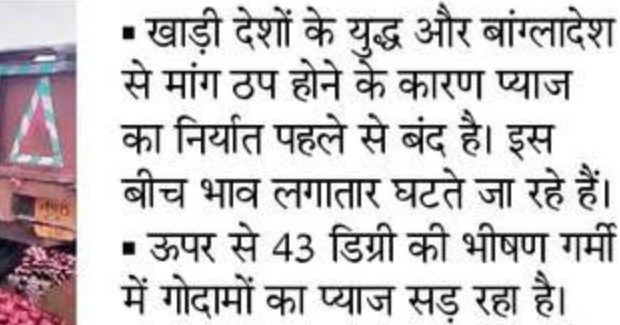 ▪ खाड़ी देशों के युद्ध और बांग्लादेश
से मांग ठप होने के कारण प्याज
का निर्यात पहले से बंद है। इस
बीच भाव लगातार घटते जा रहे हैं।
▪ ऊपर से 43 डिग्री की भीषण गर्मी
में गोदामों का प्याज सड़ रहा है।